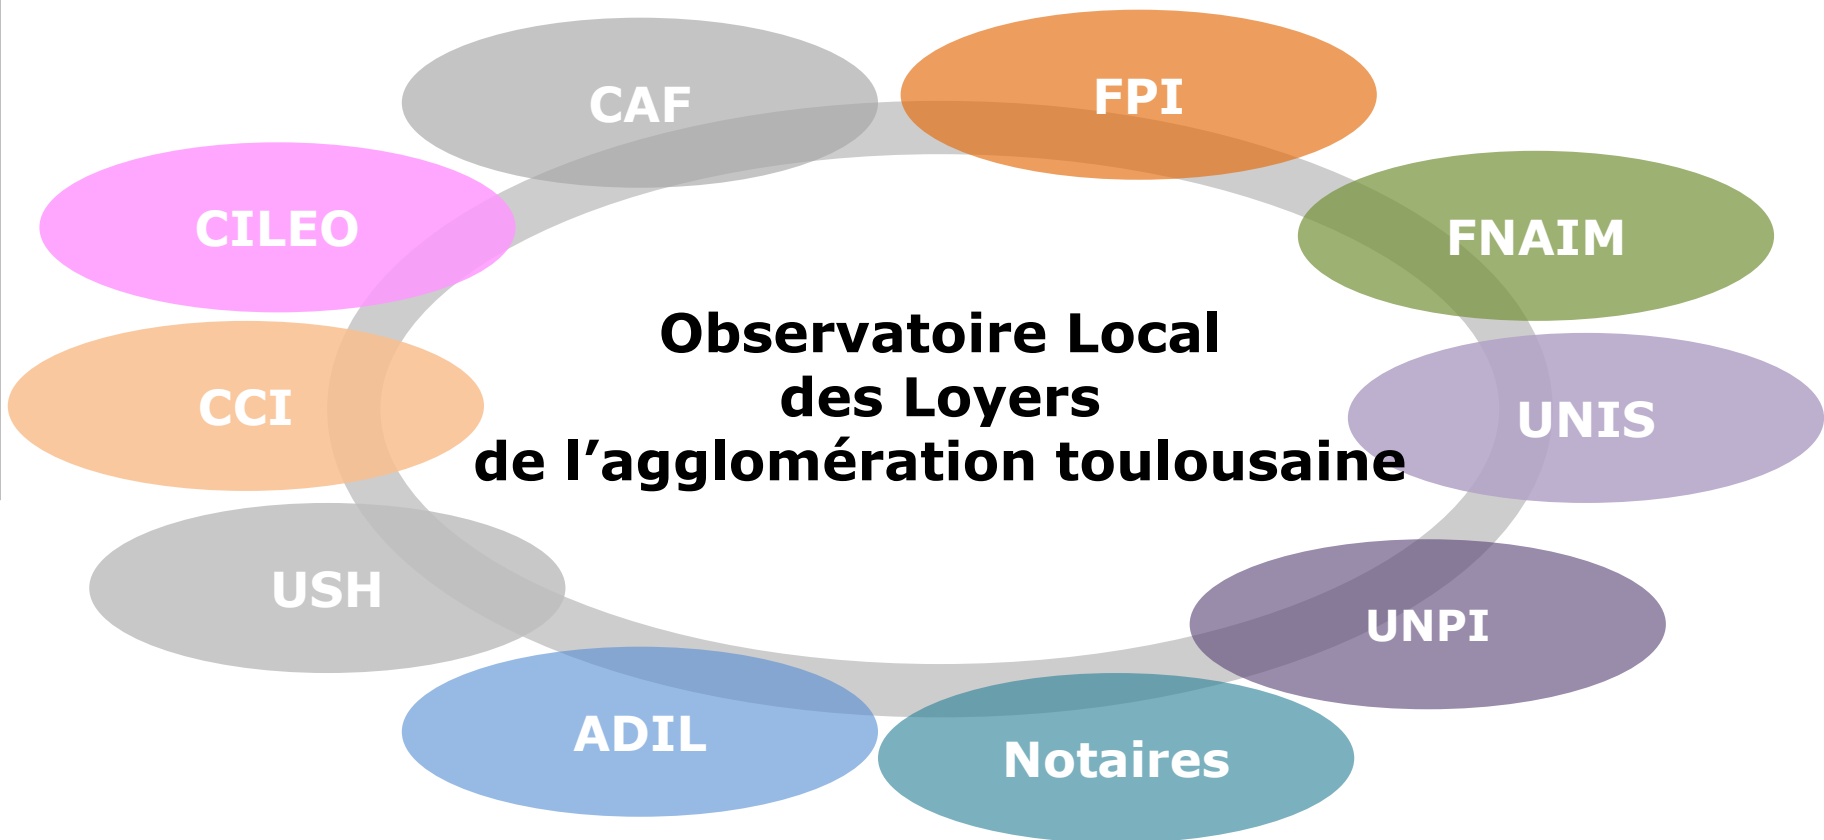 CAF
FPI
CILEO
FNAIM
Observatoire Local
des Loyers
de l’agglomération toulousaine
CCI
UNIS
USH
UNPI
ADIL
Notaires